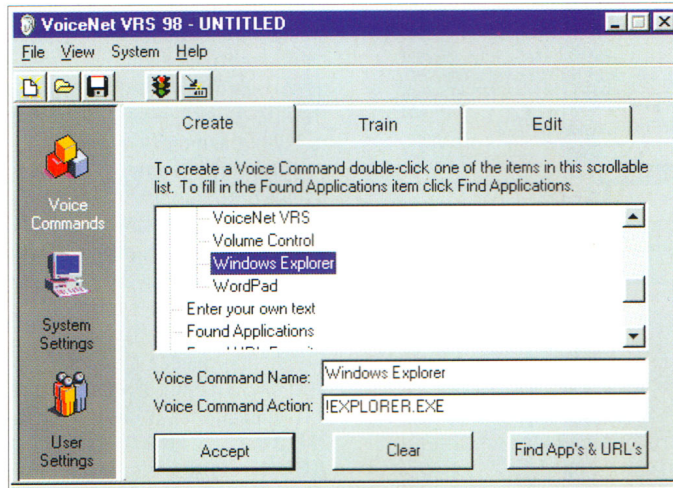 VoiceNet VRS 98 - UNTITLED
File View System Help
Create Train Edit
To create a Voice Command double-click one of the items in this scrollable
list. To fill in the Found Applications item click Find Applications.
Voice
Commands
System
Settings
User
Settings
VoiceNet VRS
Volume Control
Windows Explorer
WordPad
Enter your own text
Found Applications
Voice Command Name: Windows Explorer
Voice Command Action: !EXPLORER.EXE
Accept Clear Find App's & URL's